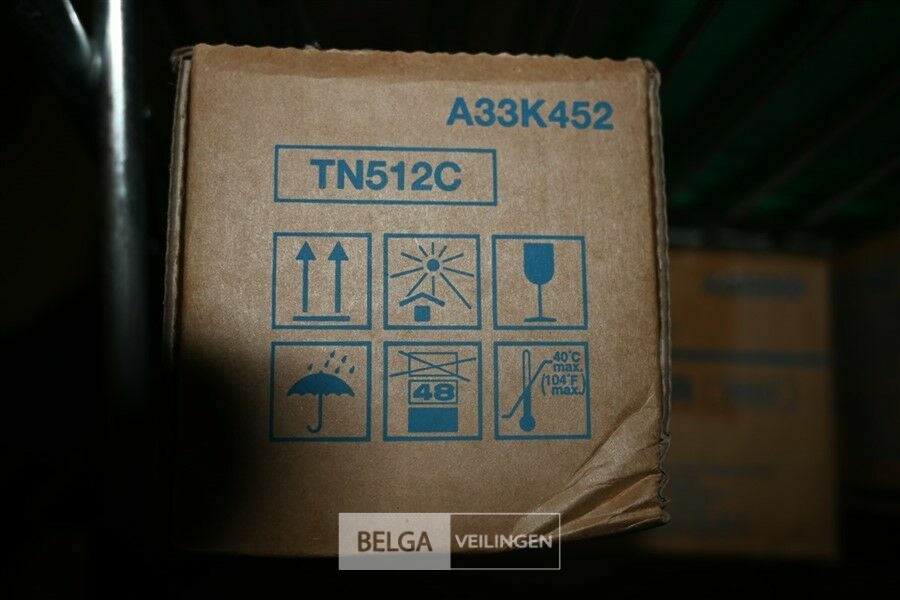 A33K452
TN512C
48
40°C
max.
(104°F
max.)
BELGA VEILINGEN